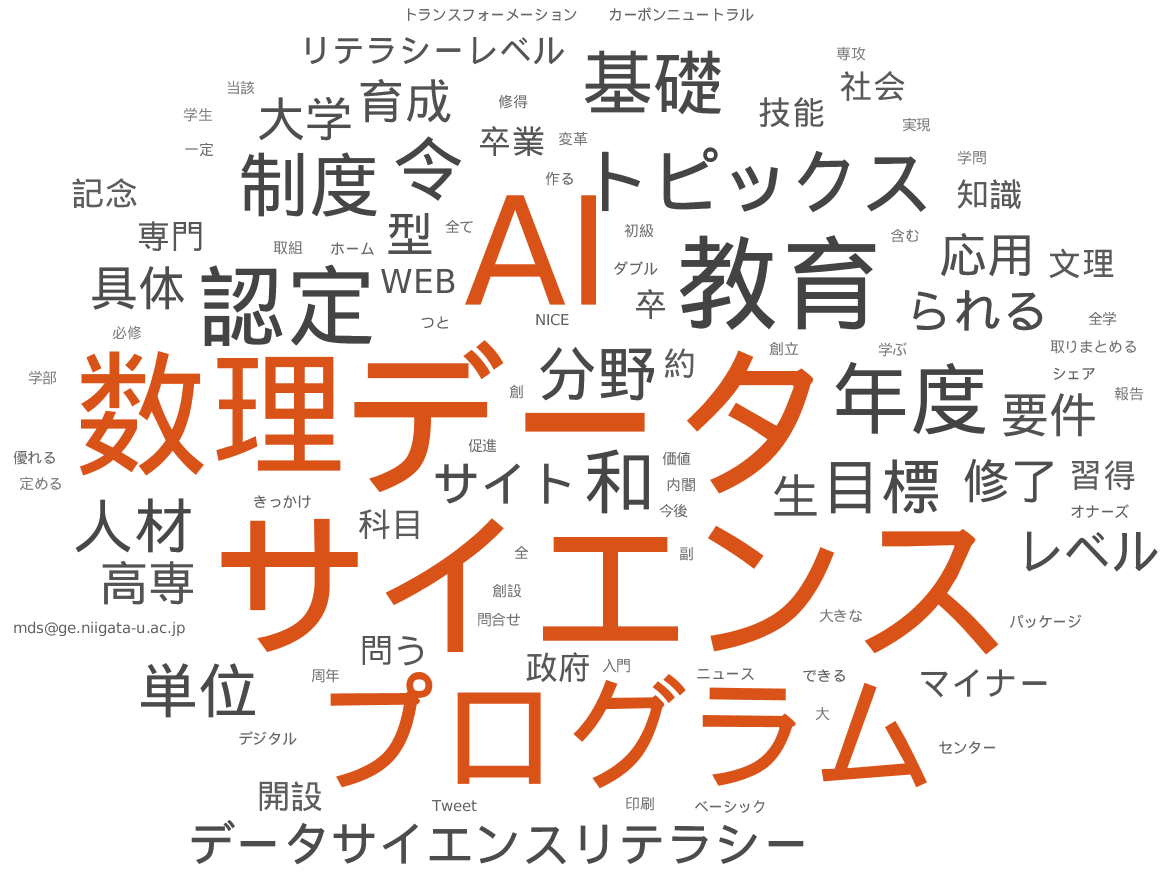 トランスフォーメーション
カーボンニュートラル
リテラシーレベル
基礎
専攻
社会
当該
育成
修得
大学
技能
学生
実現
卒業
変革
一定
制度
令
トピックス
学問
作る
記念
知識
AI
専門
型
全て
初級
含む
取組
ホーム
教育
応用
文理
具体
認定
WEB
ダブル
卒
られる
NICE
つと
全学
必修
数理データ
分野
約
創立
学ぶ
取りまとめる
学部
シェア
創
年度
要件
報告
促進
優れる
定める
サイト
和
価値
内閣
今後
生
目標
修了
習得
きっかけ
オナーズ
人材
科目
サイエンス
全
副
レベル
高専
創設
問合せ
大きな
パッケージ
mds@ge.niigata-u.ac.jp
問う
政府
入門
単位
周年
ニュース
できる
マイナー
プログラム
大
デジタル
センター
開設
Tweet
印刷
ベーシック
データサイエンスリテラシー